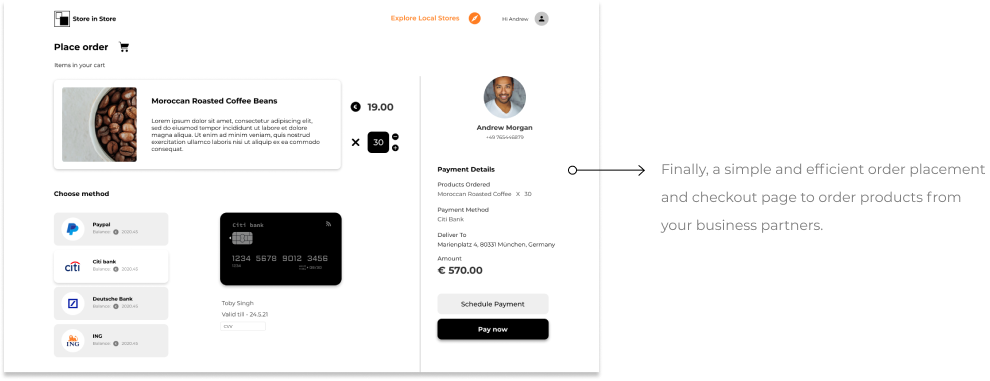 Store in Store
Explore Local Stores
Hi Andrew
Place order
Items in your cart
Moroccan Roasted Coffee Beans
Lorem ipsum dolor sit amet, consectetur adipiscing elit,
sed do eiusmod tempor incididunt ut labore et dolore
magna aliqua. Ut enim ad minim veniam, quis nostrud
exercitation ullamco laboris nisi ut aliquip ex ea commodo
consequat.
€ 19.00
30
Choose method
Paypal
Balance € 2020.45
citi
Citi bank
Balance € 2020.45
Deutsche Bank
Balance € 2020.45
ING
ING
Balance € 2020.45
Citi bank
1234 5678 9012 3456
Toby Singh
Valid till - 24.5.21
CVV
Andrew Morgan
+49 765446879
Payment Details
Products Ordered
Moroccan Roasted Coffee X 30
Payment Method
Citi Bank
Deliver To
Marienplatz 4, 80331 München, Germany
Amount
€ 570.00
Schedule Payment
Pay now
Finally, a simple and efficient order placement
and checkout page to order products from
your business partners.